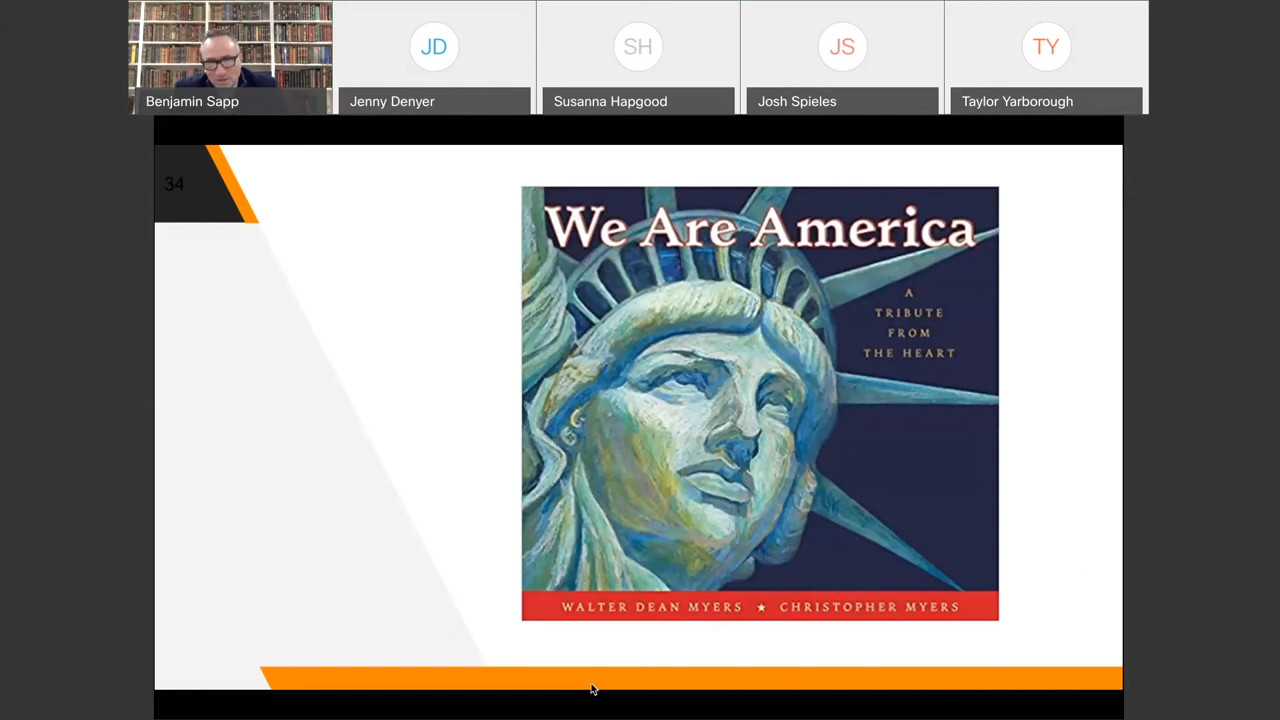 JD
SH
JS
TY
Benjamin Sapp
Jenny Denyer
Susanna Hapgood
Josh Spieles
Taylor Yarborough
34
We Are America
A
TRIBUTE
FROM
THE HEART
WALTER DEAN MYERS ★ CHRISTOPHER MYERS